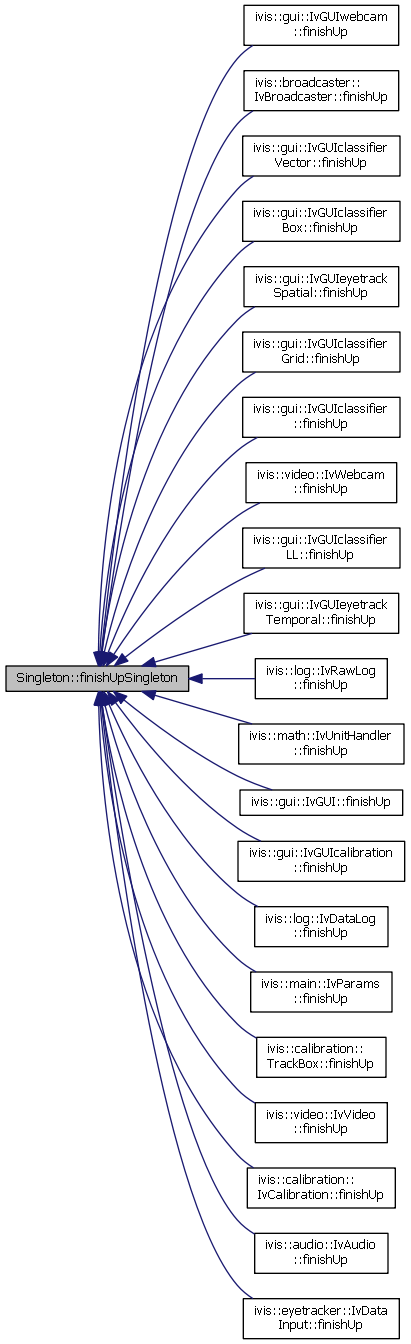 ivis::gui::IvGUIwebcam
::finishUp
ivis::broadcaster::
IvBroadcaster::finishUp
ivis::gui::IvGUIclassifier
Vector::finishUp
ivis::gui::IvGUIclassifier
Box::finishUp
ivis::gui::IvGUIeyetrack
Spatial::finishUp
ivis::gui::IvGUIclassifier
Grid::finishUp
ivis::gui::IvGUIclassifier
::finishUp
ivis::video::IvWebcam
::finishUp
ivis::gui::IvGUIclassifier
LL::finishUp
ivis::gui::IvGUIeyetrack
Temporal::finishUp
Singleton::finishUpSingleton
ivis::log::IvRawLog
::finishUp
ivis::math::IvUnitHandler
::finishUp
ivis::gui::IvGUI::finishUp
ivis::gui::IvGUIcalibration
::finishUp
ivis::log::IvDataLog
::finishUp
ivis::main::IvParams
::finishUp
ivis::calibration::
TrackBox::finishUp
ivis::video::IvVideo
::finishUp
ivis::calibration::
IvCalibration::finishUp
ivis::audio::IvAudio
::finishUp
ivis::eyetracker::IvData
Input::finishUp